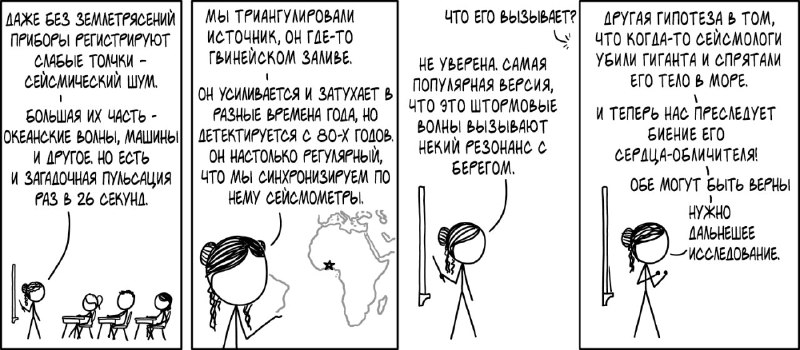 ДАЖЕ БЕЗ ЗЕМЛЕТРЯСЕНИЙ
ПРИБОРЫ РЕГИСТРИРУЮТ
СЛАБЫЕ ТОЛЧКИ –
СЕЙСМИЧЕСКИЙ ШУМ.
БОЛЬШАЯ ИХ ЧАСТЬ –
ОКЕАНСКИЕ ВОЛНЫ, МАШИНЫ
И ДРУГОЕ. НО ЕСТЬ
И ЗАГАДОЧНАЯ ПУЛЬСАЦИЯ
РАЗ В 26 СЕКУНД.
МЫ ТРИАНГУЛИРОВАЛИ
ИСТОЧНИК, ОН ГДЕ-ТО
ГВИНЕЙСКОМ ЗАЛИВЕ.
ОН УСИЛИВАЕТСЯ И ЗАТУХАЕТ В
РАЗНЫЕ ВРЕМЕНА ГОДА, НО
ДЕТЕКТИРУЕТСЯ С 80-Х ГОДОВ.
ОН НАСТОЛЬКО РЕГУЛЯРНЫЙ,
ЧТО МЫ СИНХРОНИЗИРУЕМ ПО
НЕМУ СЕЙСМОМЕТРЫ.
ЧТО ЕГО ВЫЗЫВАЕТ?
НЕ УВЕРЕНА. САМАЯ
ПОПУЛЯРНАЯ ВЕРСИЯ,
ЧТО ЭТО ШТОРМОВЫЕ
ВОЛНЫ ВЫЗЫВАЮТ
НЕКИЙ РЕЗОНАНС С
БЕРЕГОМ.
ДРУГАЯ ГИПОТЕЗА В ТОМ,
ЧТО КОГДА-ТО СЕЙСМОЛОГИ
УБИЛИ ГИГАНТА И СПРЯТАЛИ
ЕГО ТЕЛО В МОРЕ.
И ТЕПЕРЬ НАС ПРЕСЛЕДУЕТ
БИЕНИЕ ЕГО
СЕРДЦА-ОБЛИЧИТЕЛЯ!
ОБЕ МОГУТ БЫТЬ ВЕРНЫ
НУЖНО
ДАЛЬНЕШЕЕ
ИССЛЕДОВАНИЕ.